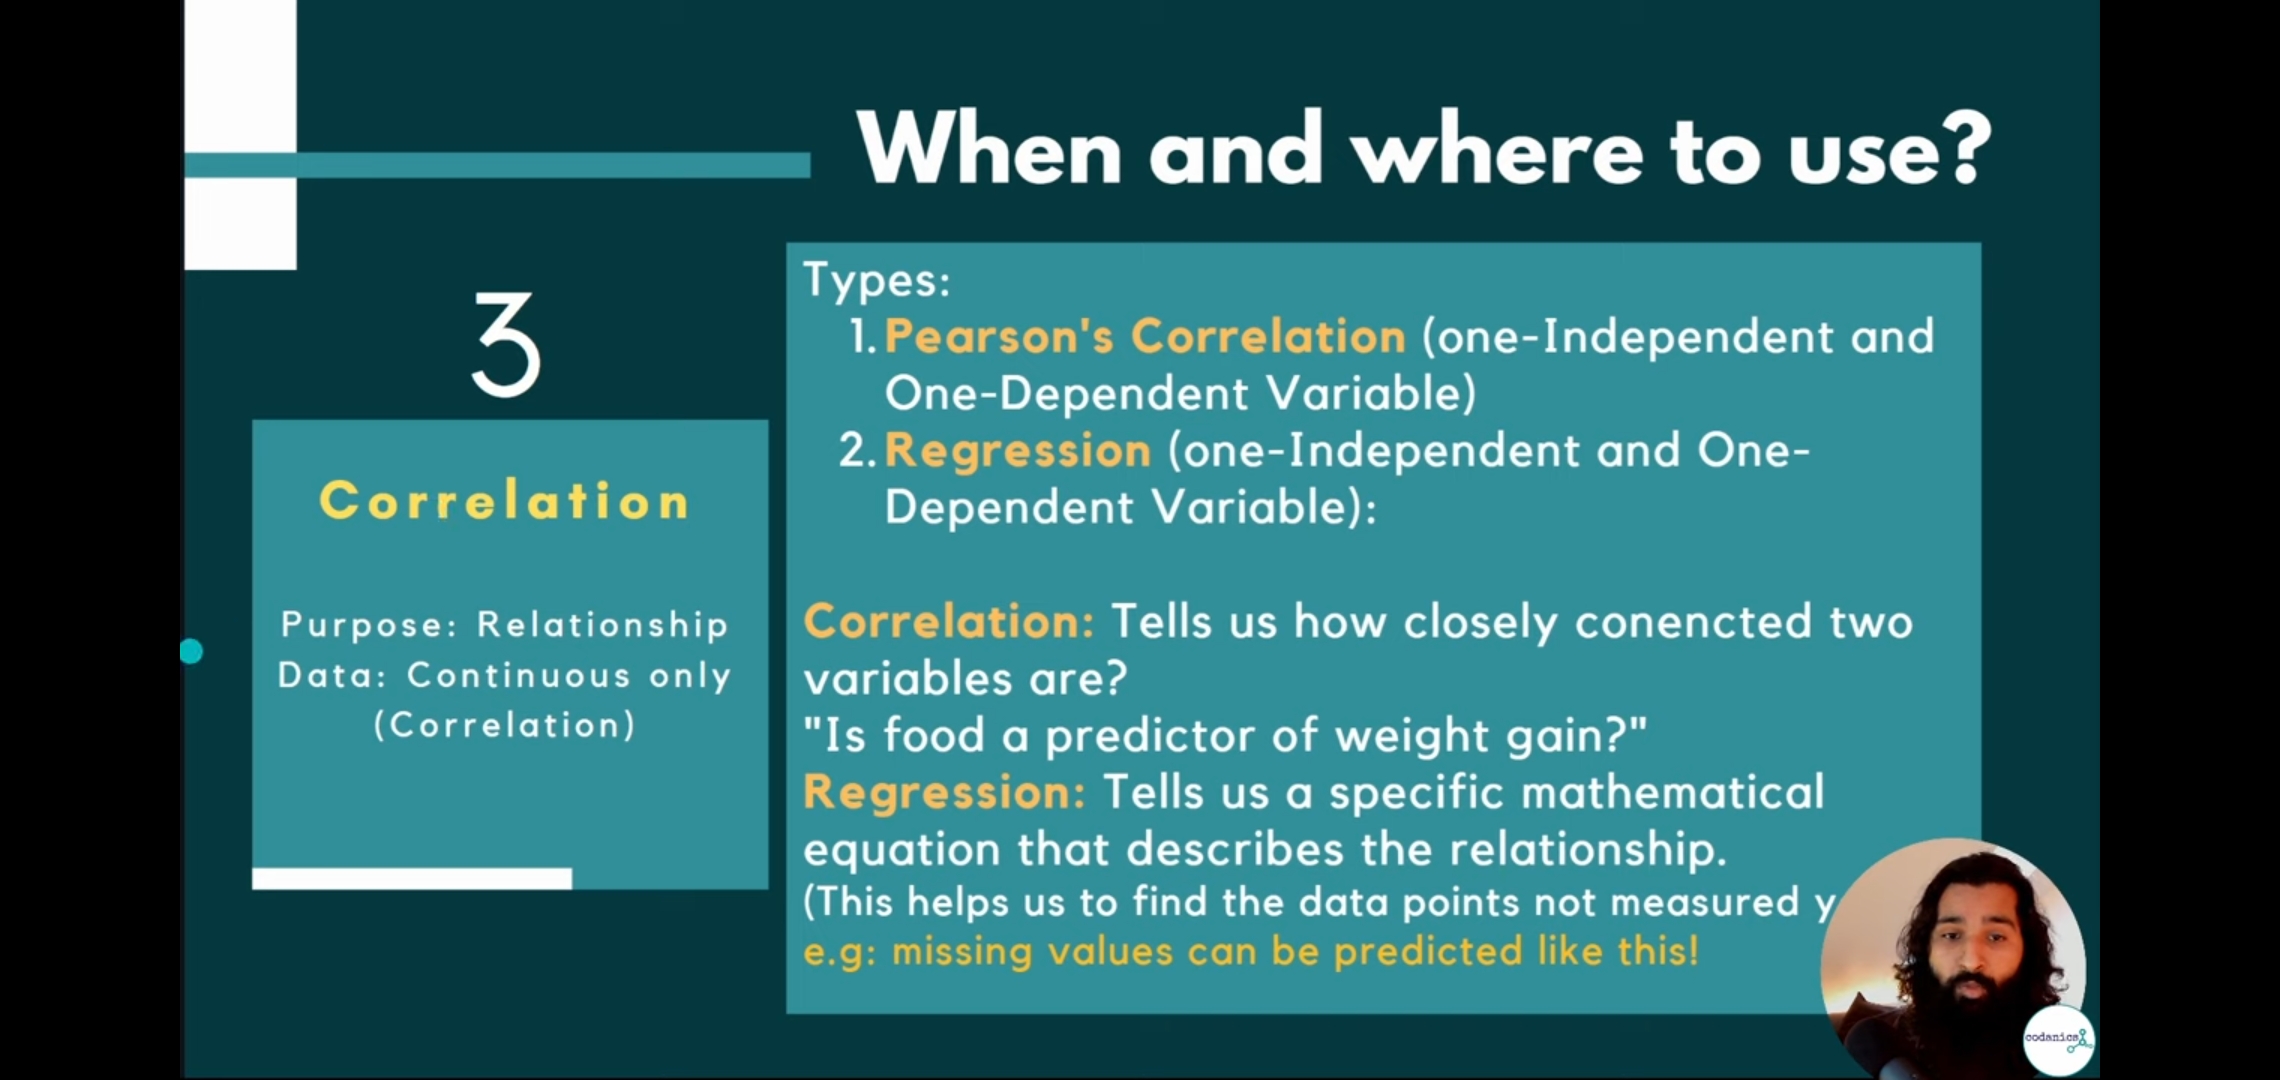 When and where to use?
3
Correlation
Purpose: Relationship
Data: Continuous only
(Correlation)
Types:
1. Pearson's Correlation (one-Independent and
One-Dependent Variable)
2. Regression (one-Independent and One-
Dependent Variable):
Correlation: Tells us how closely conencted two
variables are?
"Is food a predictor of weight gain?"
Regression: Tells us a specific mathematical
equation that describes the relationship.
(This helps us to find the data points not measured
e.g: missing values can be predicted like this!
codanics